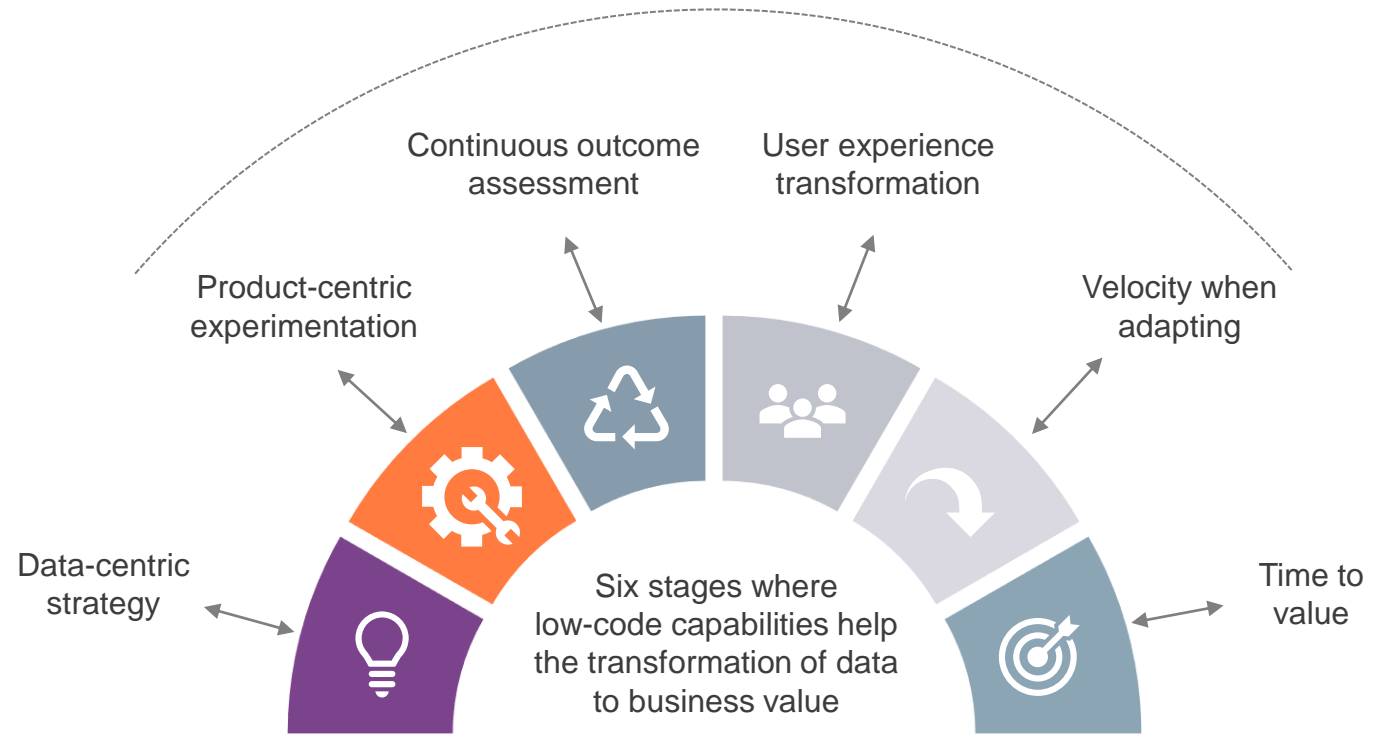 Continuous outcome
assessment
User experience
transformation
Product-centric
experimentation
Velocity when
adapting
Data-centric
strategy
Six stages where
low-code capabilities help
the transformation of data
to business value
Time to
value